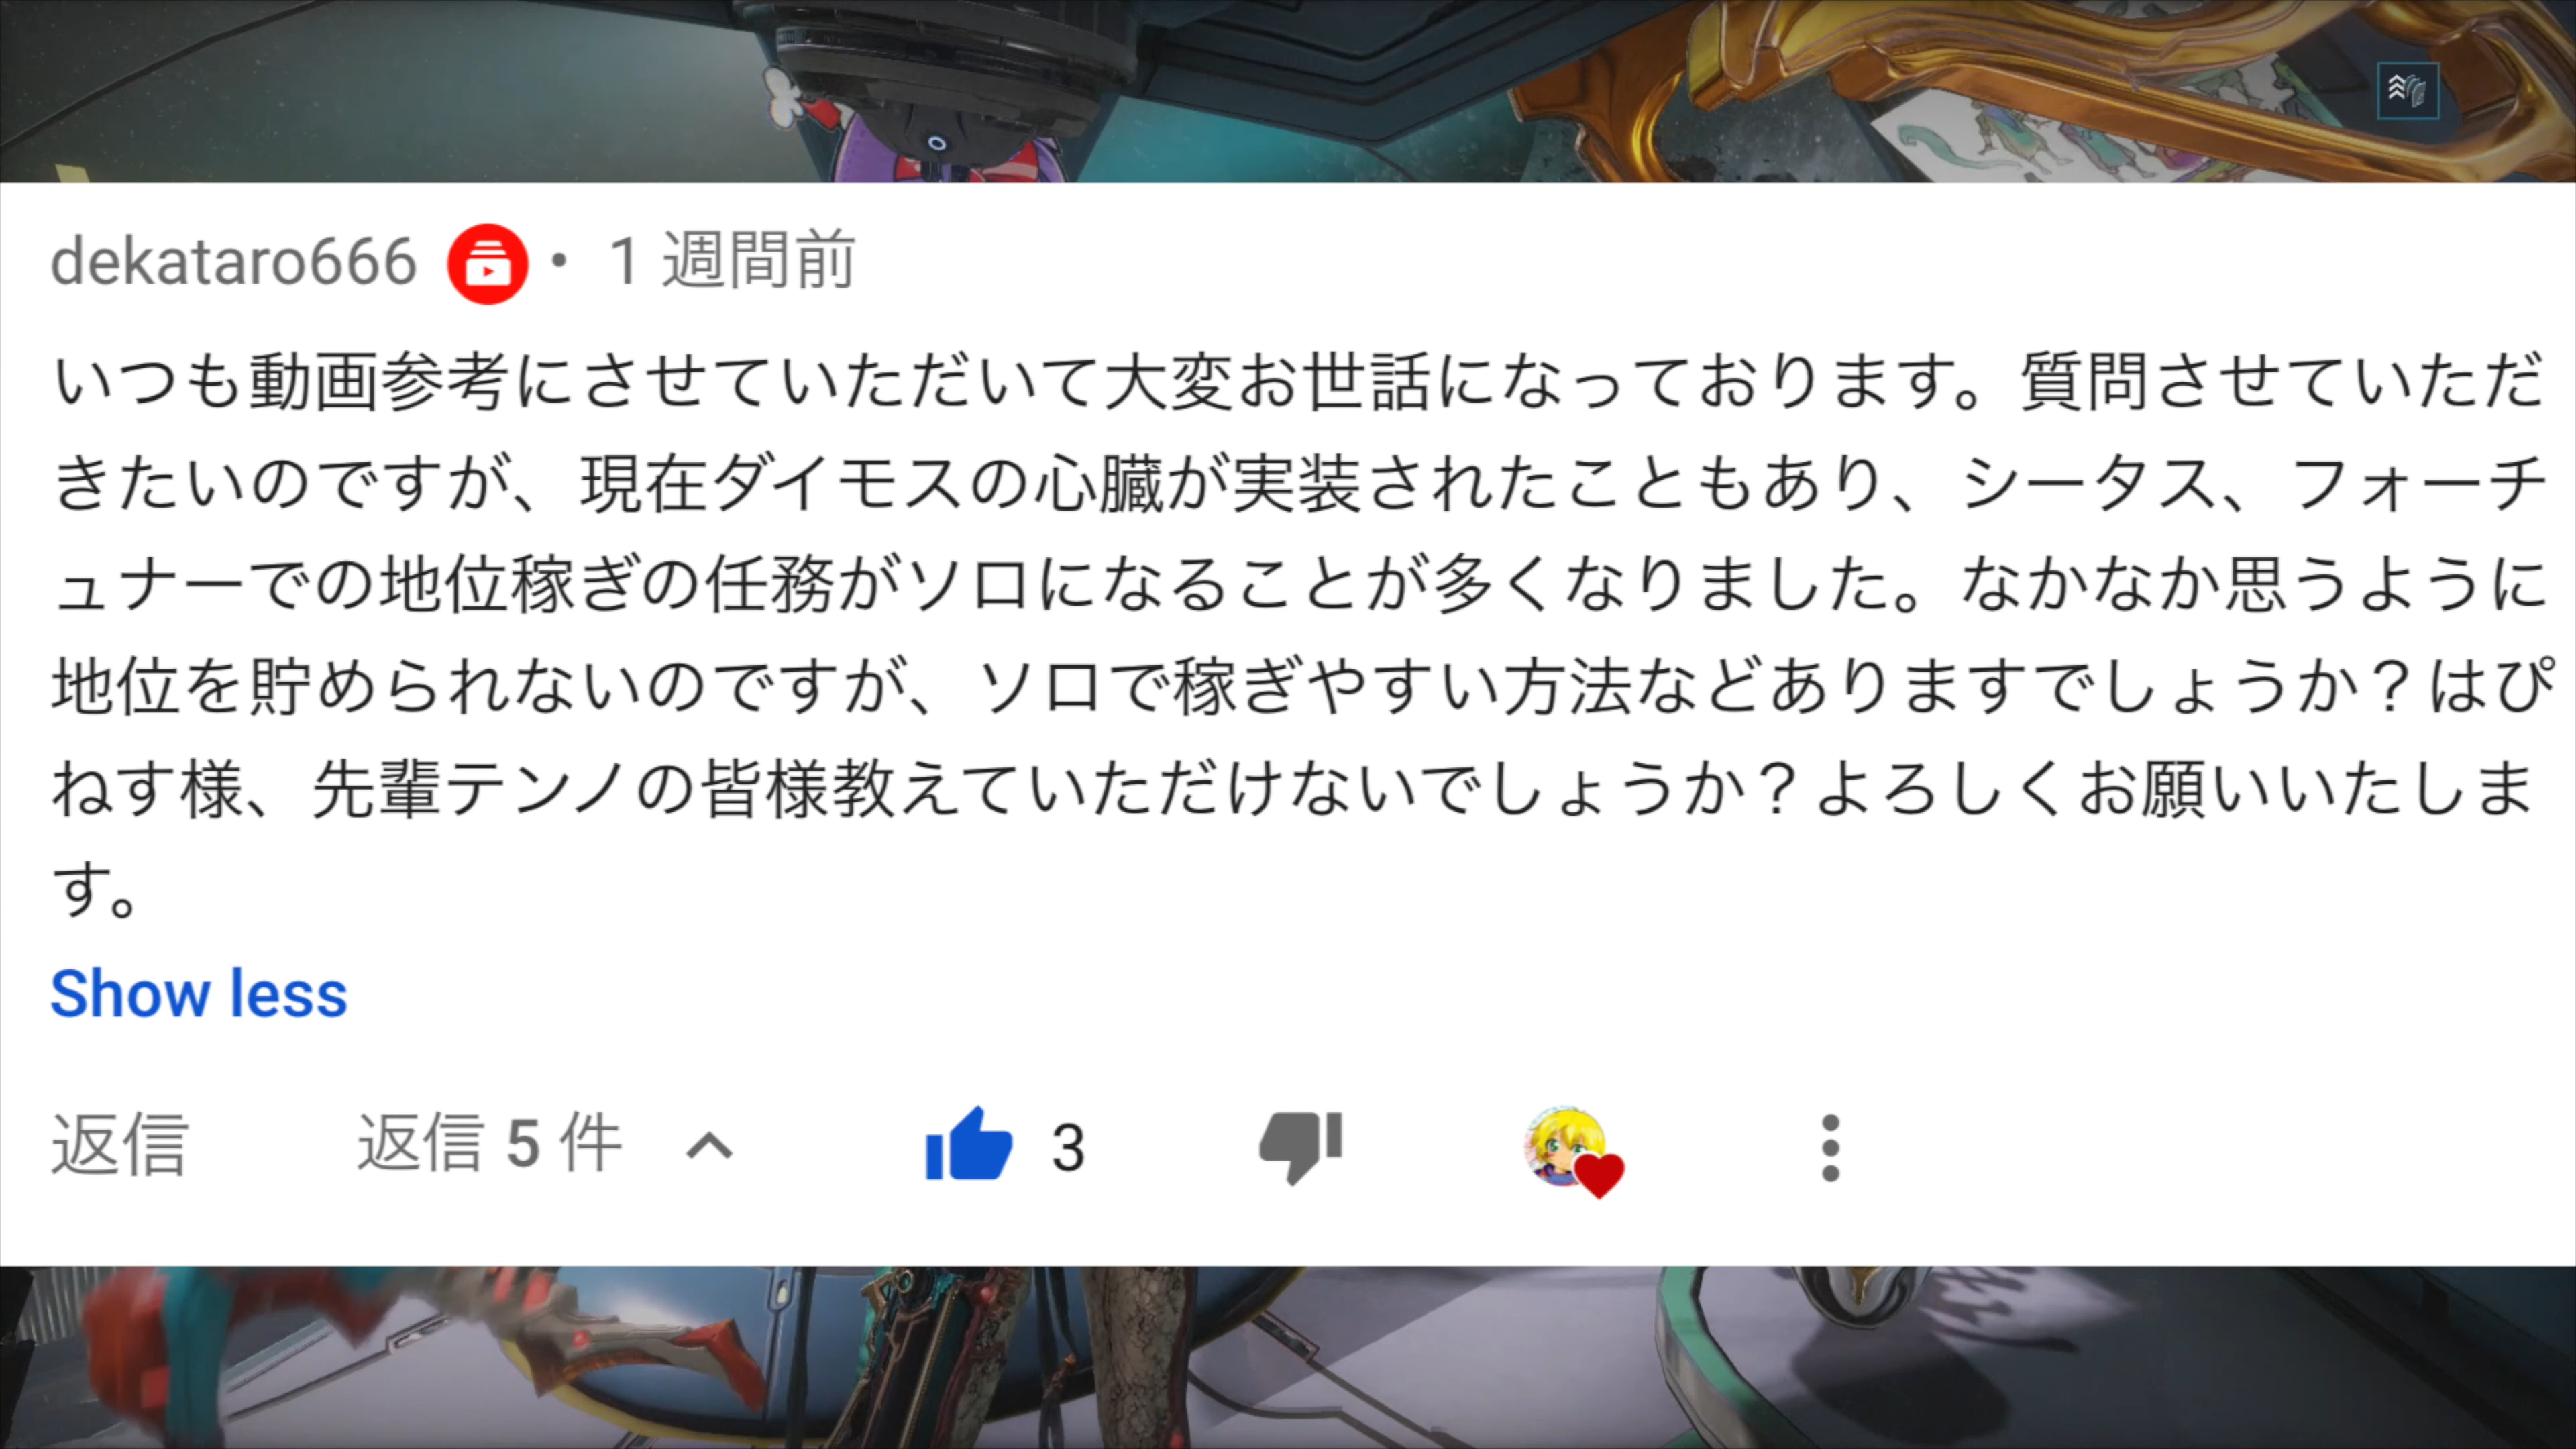 dekataro666 • 1 週間前
いつも動画参考にさせていただいて大変お世話になっております。質問させていただ
きたいのですが、現在ダイモスの心臓が実装されたこともあり、シータス、フォーチ
ュナーでの地位稼ぎの任務がソロになることが多くなりました。なかなか思うように
地位を貯められないのですが、ソロで稼ぎやすい方法などありますでしょうか？はぴ
ねす様、先輩テンノの皆様教えていただけないでしょうか？よろしくお願いいたしま
す。
Show less
返信 返信 5 件 3